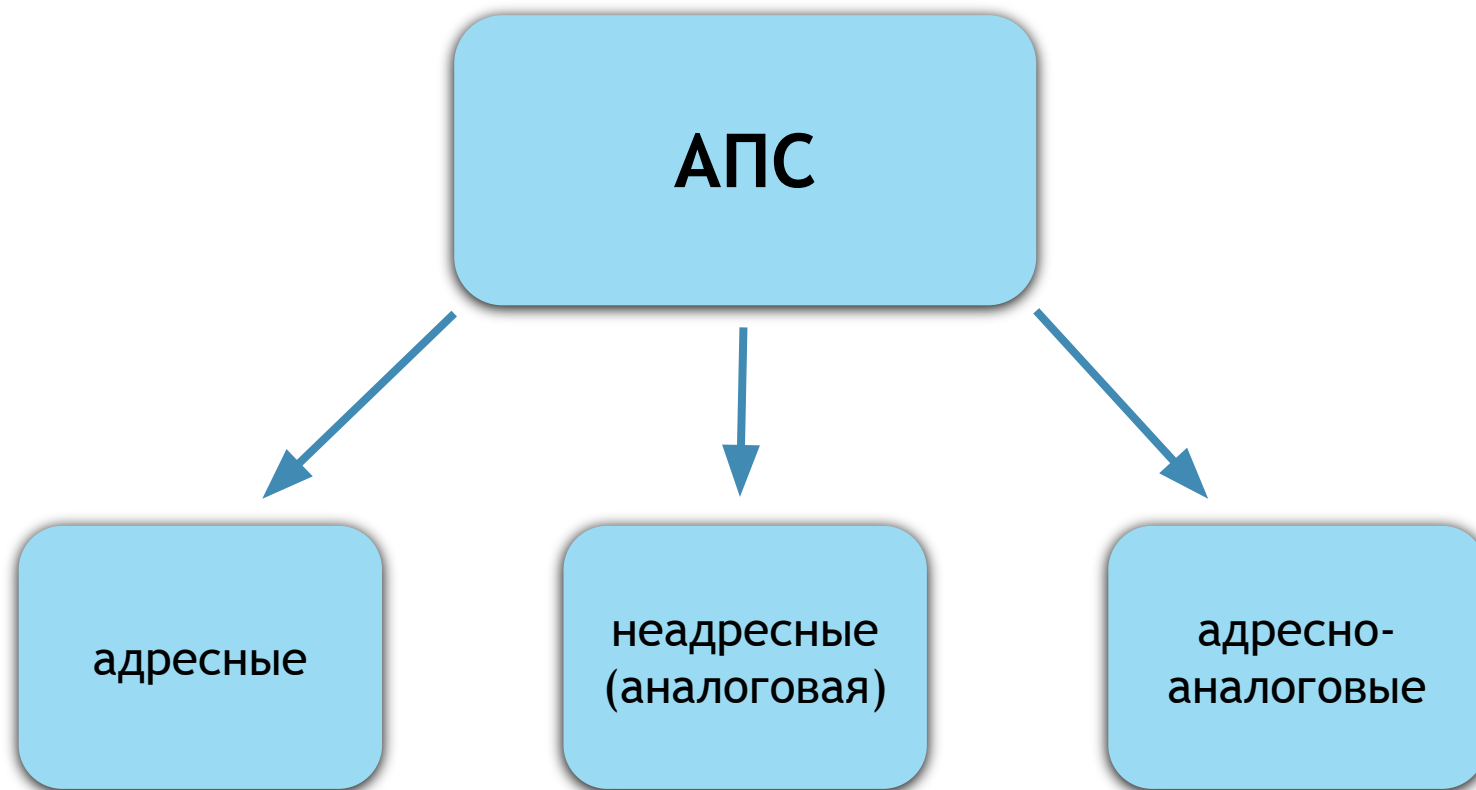 АПС
адресные
неадресные
(аналоговая)
адресно-
аналоговые